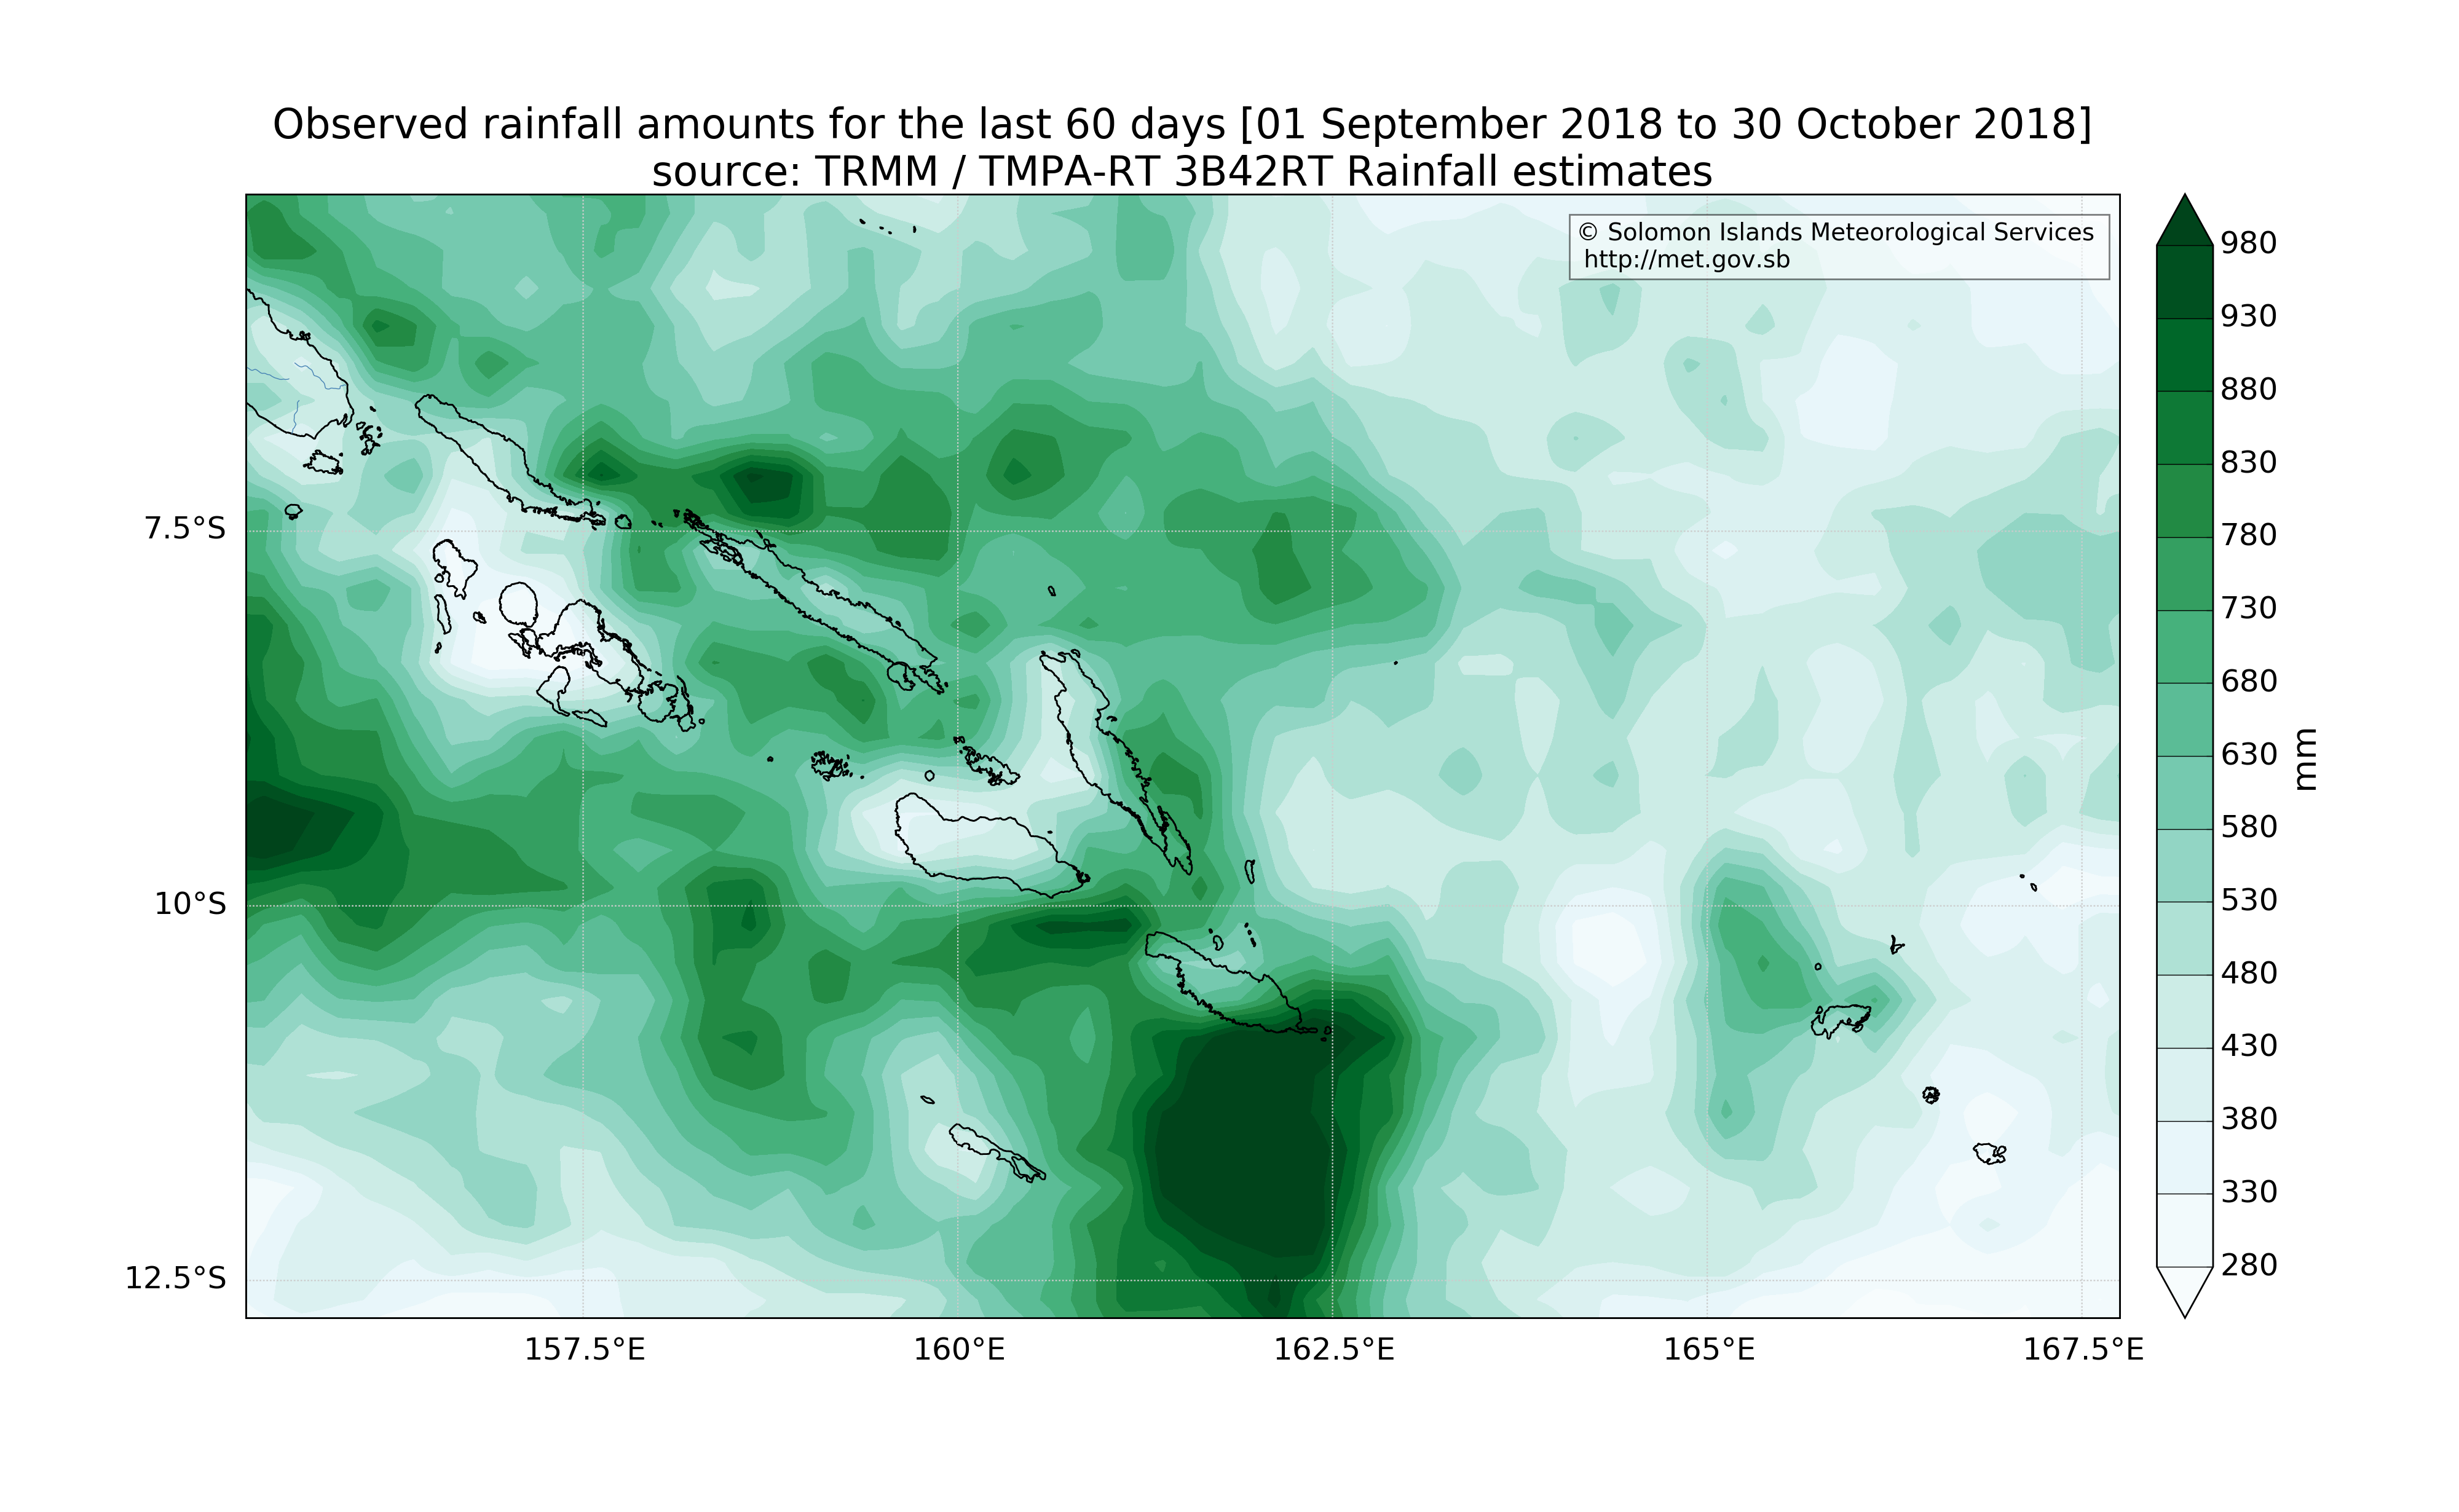 Observed rainfall amounts for the last 60 days [01 September 2018 to 30 October 2018]
source: TRMM / TMPA-RT 3B42RT Rainfall estimates
© Solomon Islands Meteorological Services
http://met.gov.sb
980
930
880
830
780
730
680
630
580
530
480
430
380
330
280
mm
7.5°S
10°S
12.5°S
157.5°E
160°E
162.5°E
165°E
167.5°E